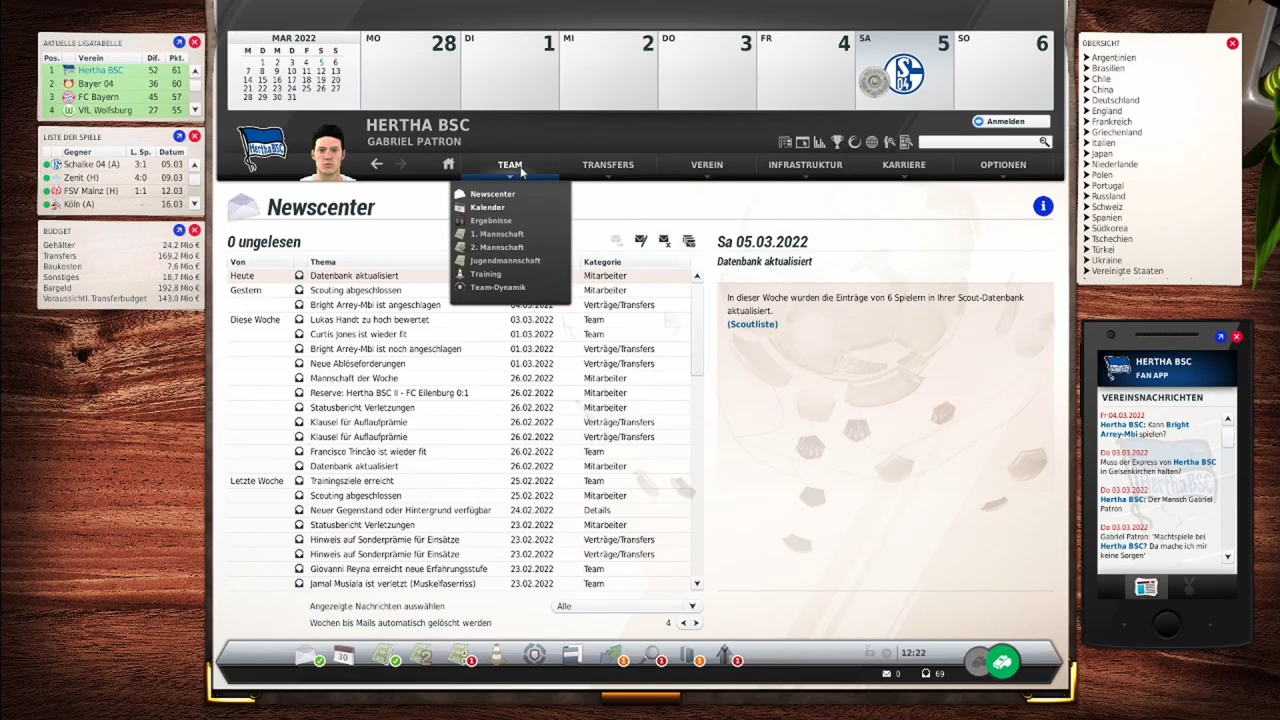 AKTUELLE LIGATABELLE
Pos. Verein Dif. Pkt.
1 Hertha BSC 52 61
2 Bayer 04 36 60
3 FC Bayern 45 57
4 VfL Wolfsburg 27 55
LISTE DER SPIELE
Gegner L. Sp. Datum
Schalke 04 (A) 3:1 05.03
Zenit (H) 4:0 09.03
FSV Mainz (H) 1:1 12.03
Köln (A) - 16.03
BUDGET
Gehälter 24.2 Mio €
Transfers 169.2 Mio €
Baukosten 7.6 Mio €
Sonstiges 18.7 Mio €
Bargeld 192.8 Mio €
Voraussichtl. Transferbudget 143.0 Mio €
MAR 2022
M D M D F S S
1 2 3 4 5 6
7 8 9 10 11 12 13
14 15 16 17 18 19 20
21 22 23 24 25 26 27
28 29 30 31
MO 28 DI 1 MI 2 DO 3 FR 4 SA 5 SO 6
S04
HERTHA BSC
GABRIEL PATRON
Anmelden
TEAM TRANSFERS VEREIN INFRASTRUKTUR KARRIERE OPTIONEN
Newscenter
Kalender
Ergebnisse
1. Mannschaft
2. Mannschaft
Jugendmannschaft
Training
Team-Dynamik
Newscenter
0 ungelesen
Von Thema Kategorie
Heute Datenbank aktualisiert Mitarbeiter
Gestern Scouting abgeschlossen Mitarbeiter
Bright Arrey-Mbi ist angeschlagen 04.03.2022 Verträge/Transfers
Diese Woche Lukas Handt zu hoch bewertet 03.03.2022 Team
Curtis Jones ist wieder fit 01.03.2022 Team
Bright Arrey-Mbi ist noch angeschlagen 01.03.2022 Verträge/Transfers
Neue Ablöseforderungen 01.03.2022 Verträge/Transfers
Mannschaft der Woche 26.02.2022 Mitarbeiter
Reserve: Hertha BSC II - FC Eilenburg 0:1 26.02.2022 Mitarbeiter
Statusbericht Verletzungen 26.02.2022 Mitarbeiter
Klausel für Auflaufprämie 26.02.2022 Verträge/Transfers
Klausel für Auflaufprämie 26.02.2022 Verträge/Transfers
Francisco Trincão ist wieder fit 26.02.2022 Team
Datenbank aktualisiert 26.02.2022 Mitarbeiter
Letzte Woche Trainingsziele erreicht 25.02.2022 Team
Scouting abgeschlossen 25.02.2022 Mitarbeiter
Neuer Gegenstand oder Hintergrund verfügbar 24.02.2022 Details
Statusbericht Verletzungen 23.02.2022 Mitarbeiter
Hinweis auf Sonderprämie für Einsätze 23.02.2022 Verträge/Transfers
Hinweis auf Sonderprämie für Einsätze 23.02.2022 Verträge/Transfers
Giovanni Reyna erreicht neue Erfahrungsstufe 23.02.2022 Team
Jamal Musiala ist verletzt (Muskelfaserriss) 23.02.2022 Team
Angezeigte Nachrichten auswählen Alle
Wochen bis Mails automatisch gelöscht werden 4
Sa 05.03.2022
Datenbank aktualisiert
In dieser Woche wurden die Einträge von 6 Spielern in Ihrer Scout-Datenbank
aktualisiert.
(Scoutliste)
30 2 1 1 1 1 1
12:22
0 69
ÜBERSICHT
Argentinien
Brasilien
Chile
China
Deutschland
England
Frankreich
Griechenland
Italien
Japan
Niederlande
Polen
Portugal
Russland
Schweiz
Spanien
Südkorea
Tschechien
Türkei
Ukraine
Vereinigte Staaten
HERTHA BSC
FAN APP
VEREINSNACHRICHTEN
Fr 04.03.2022
Hertha BSC: Kann Bright
Arrey-Mbi spielen?
Do 03.03.2022
Muss der Express von Hertha BSC
in Gelsenkirchen halten?
Do 03.03.2022
Hertha BSC: Der Mensch Gabriel
Patron
Do 03.03.2022
Gabriel Patron: 'Machtspiele bei
Hertha BSC? Da mache ich mir
keine Sorgen'